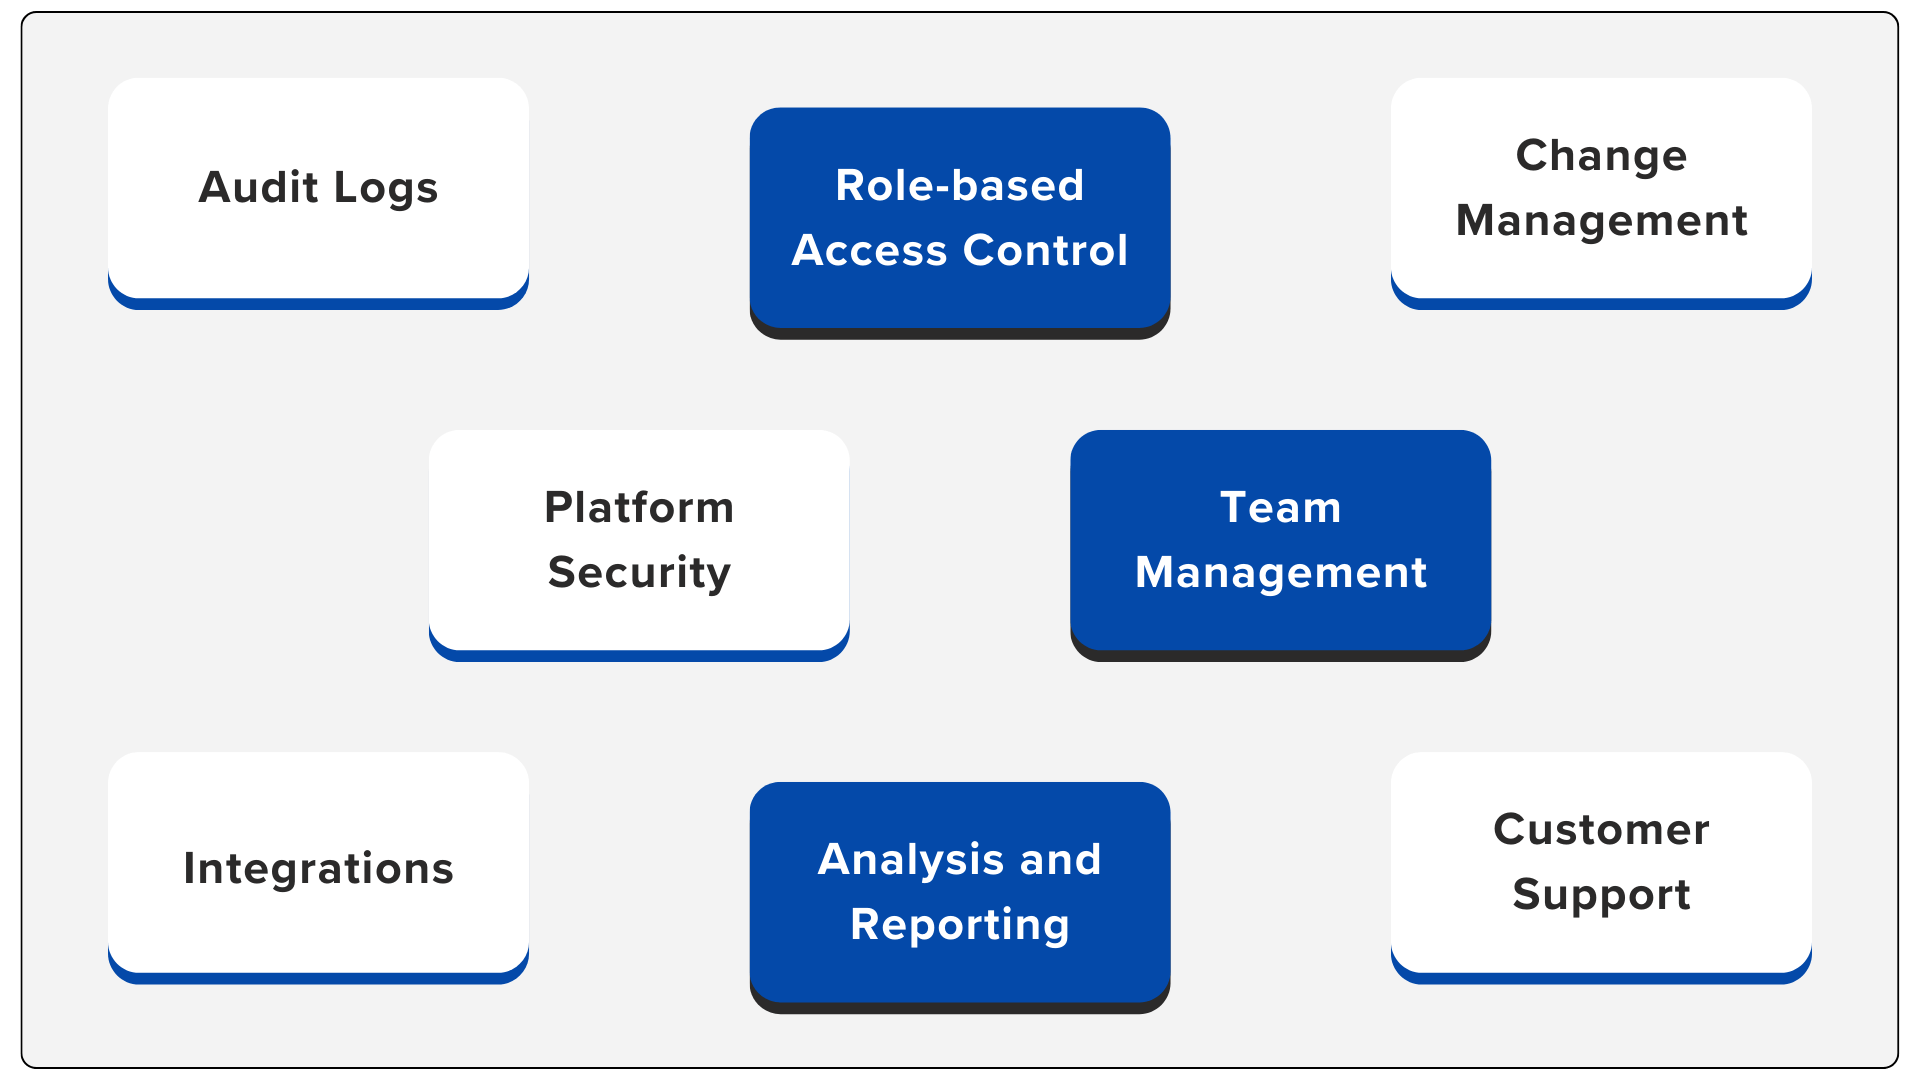 Audit Logs
Role-based
Access Control
Change
Management
Platform
Security
Team
Management
Integrations
Analysis and
Reporting
Customer
Support